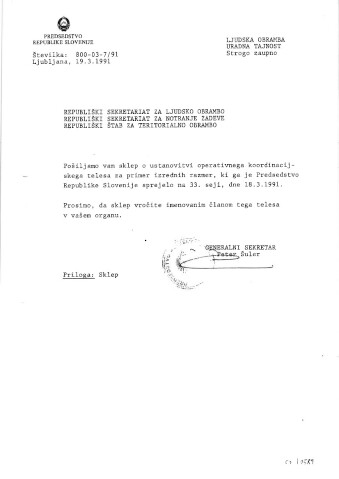 PREDSEDSTVO
REPUBLIKE SLOVENIJE
Številka: 800-03-7/91
Ljubljana, 19.3.1991
LJUDSKA OBRAMBA
URADNA TAJNOST
Strogo zaupno
REPUBLIŠKI SEKRETARIAT ZA LJUDSKO OBRAMBO
REPUBLIŠKI SEKRETARIAT ZA NOTRANJE ZADEVE
REPUBLIŠKI ŠTAB ZA TERITORIALNO OBRAMBO
Pošiljamo vam sklep o ustanovitvi operativnega koordinacij-
skega telesa za primer izrednih razmer, ki ga je Predsedstvo
Republike Slovenije sprejelo na 33. seji, dne 18.3.1991.
Prosimo, da sklep vročite imenovanim članom tega telesa
v vašem organu.
GENERALNI SEKRETAR
Peter Šuler
Priloga: Sklep